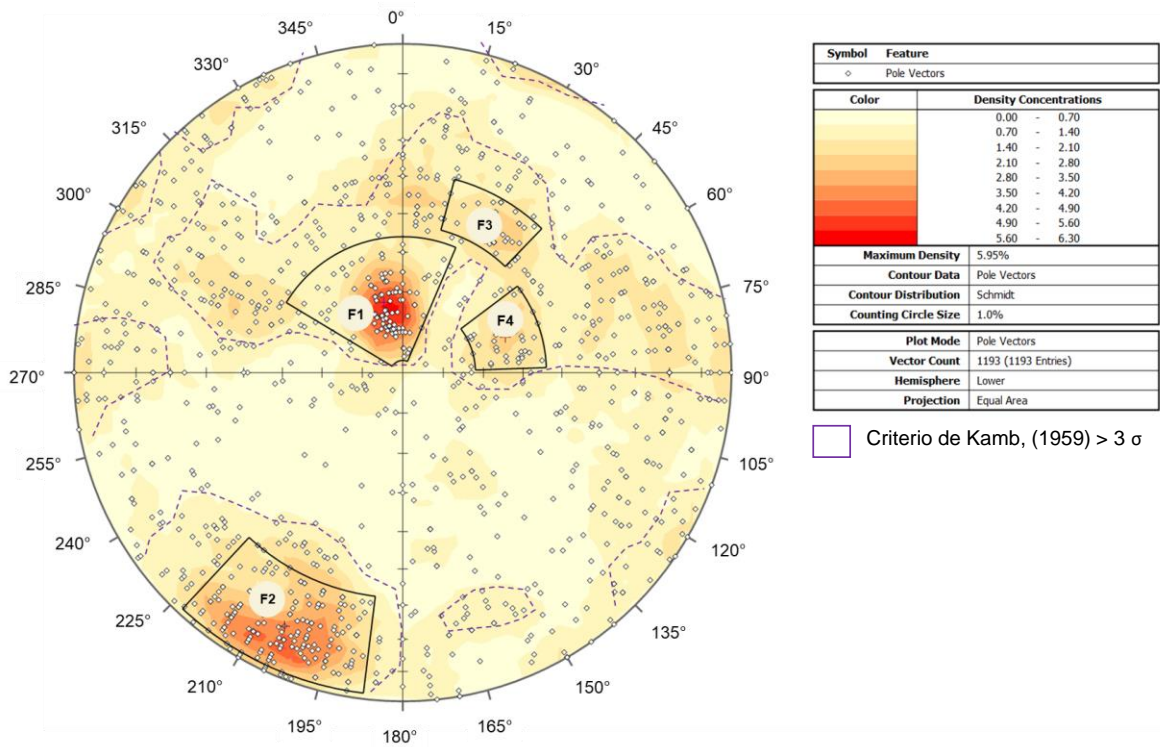 0°
15°
30°
45°
60°
75°
90°
105°
120°
135°
150°
165°
180°
195°
210°
225°
240°
255°
270°
285°
300°
315°
330°
345°
F1
F2
F3
F4
Symbol Feature
Pole Vectors
Color Density Concentrations
0.00 - 0.70
0.70 - 1.40
1.40 - 2.10
2.10 - 2.80
2.80 - 3.50
3.50 - 4.20
4.20 - 4.90
4.90 - 5.60
5.60 - 6.30
Maximum Density 5.95%
Contour Data Pole Vectors
Contour Distribution Schmidt
Counting Circle Size 1.0%
Plot Mode Pole Vectors
Vector Count 1193 (1193 Entries)
Hemisphere Lower
Projection Equal Area
Criterio de Kamb, (1959) > 3 σ